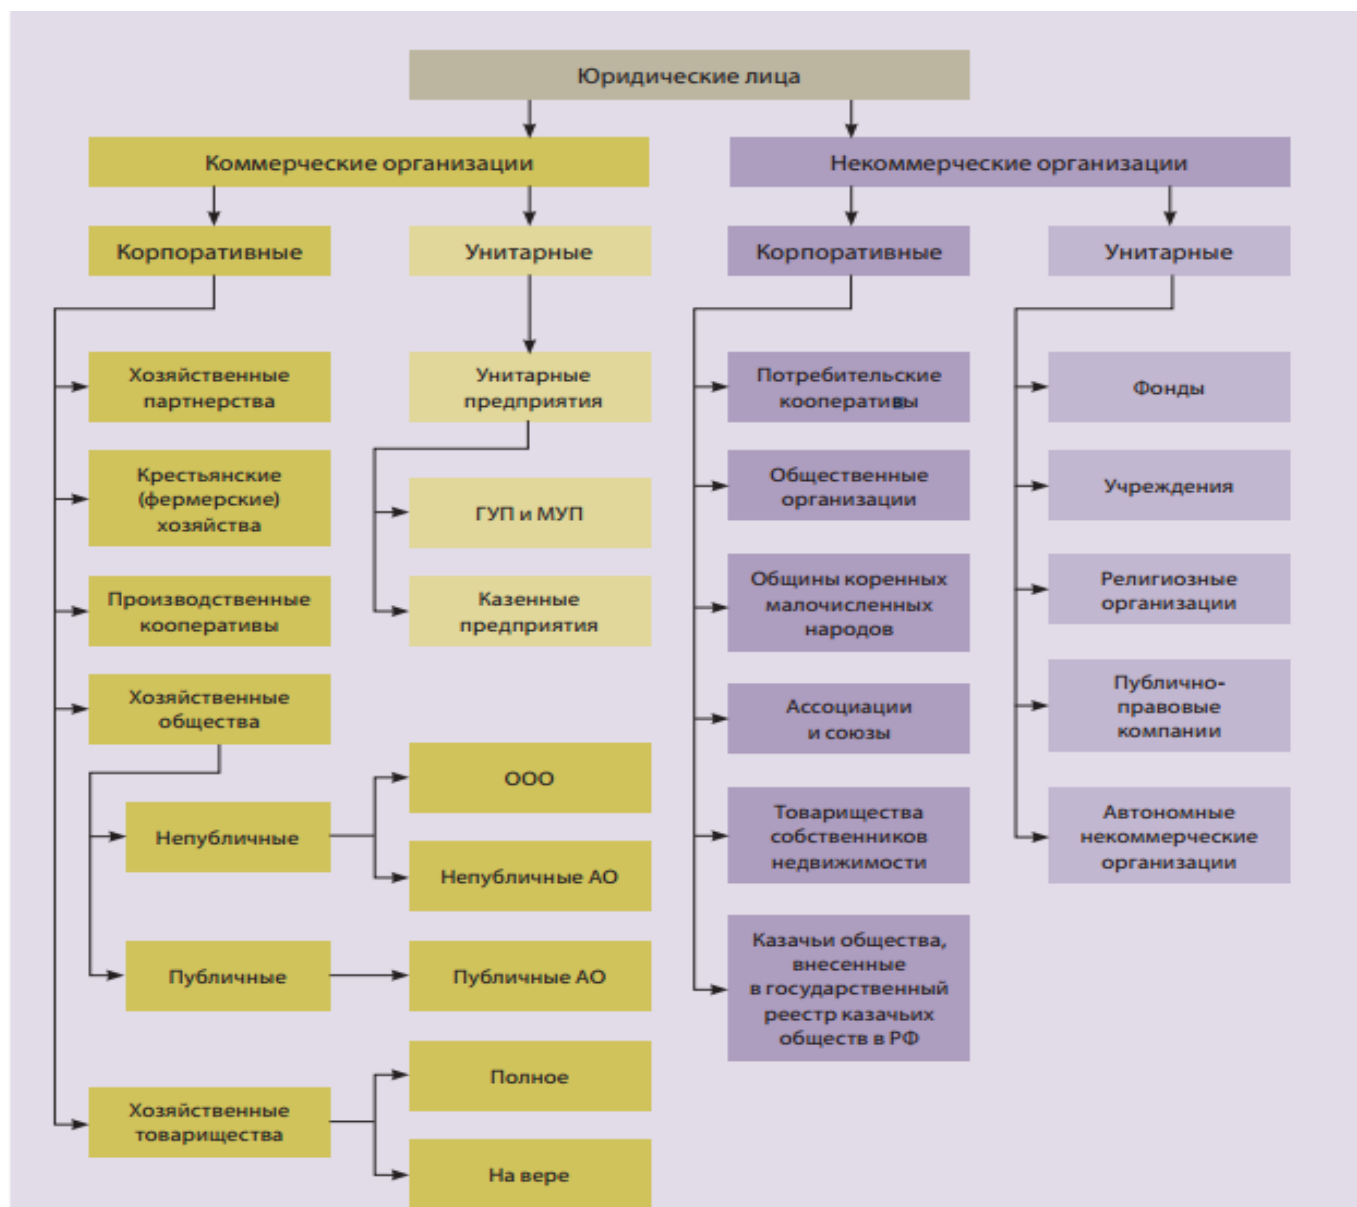 Юридические лица
Коммерческие организации
Некоммерческие организации
Корпоративные
Унитарные
Корпоративные
Унитарные
Хозяйственные
партнерства
Унитарные
предприятия
Потребительские
кооперативы
Фонды
Крестьянские
(фермерские)
хозяйства
ГУП и МУП
Общественные
организации
Учреждения
Производственные
кооперативы
Казенные
предприятия
Общины коренных
малочисленных
народов
Религиозные
организации
Хозяйственные
общества
Ассоциации
и союзы
Публично-
правовые
компании
ООО
Непубличные
Непубличные АО
Товарищества
собственников
недвижимости
Автономные
некоммерческие
организации
Публичные
Публичные АО
Казачьи общества,
внесенные
в государственный
реестр казачьих
обществ в РФ
Хозяйственные
товарищества
Полное
На вере